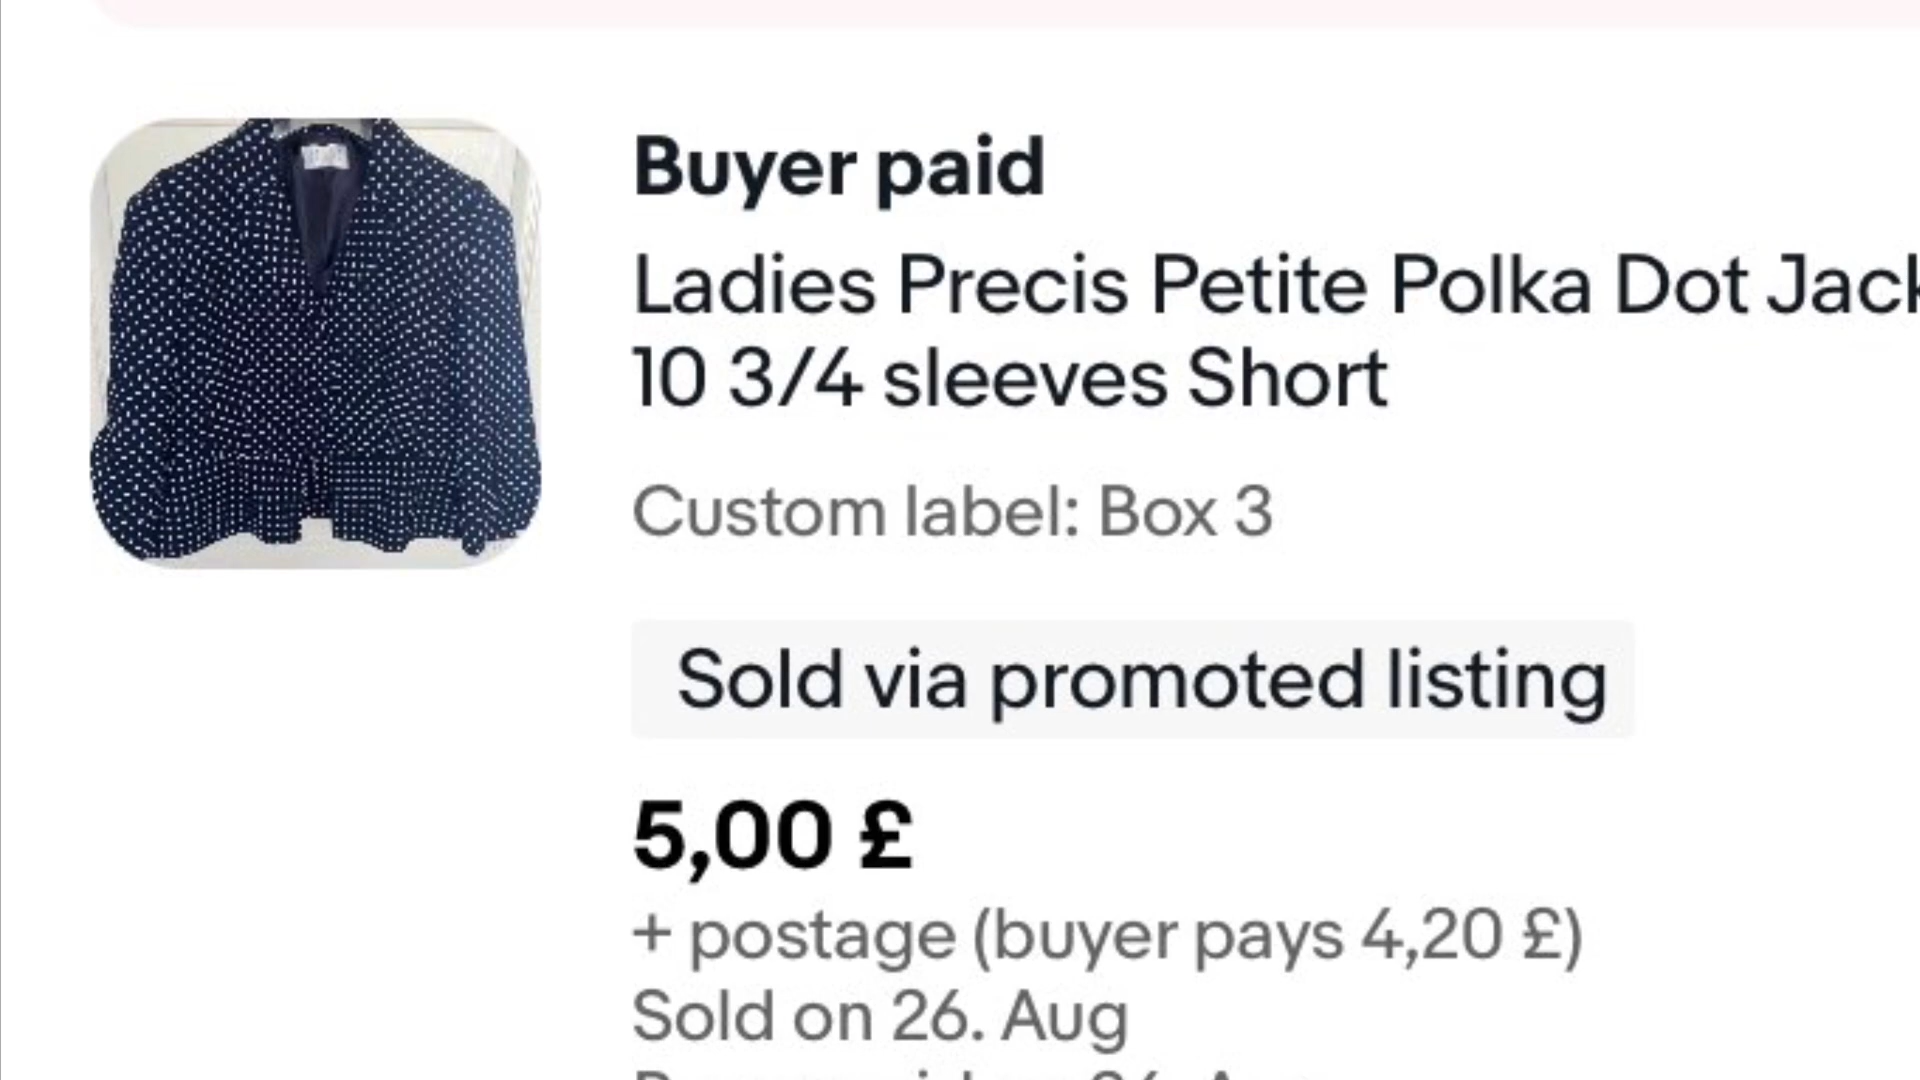 Buyer paid
Ladies Precis Petite Polka Dot Jack
10 3/4 sleeves Short
Custom label: Box 3
Sold via promoted listing
5,00 £
+ postage (buyer pays 4,20 £)
Sold on 26. Aug